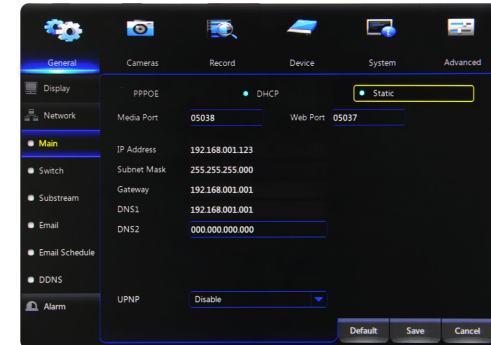 General Cameras Record Device System Advanced
Display
Network
Main
Switch
Substream
Email
Email Schedule
DDNS
Alarm
PPPOE DHCP Static
Media Port 05038 Web Port 05037
IP Address 192.168.001.123
Subnet Mask 255.255.255.000
Gateway 192.168.001.001
DNS1 192.168.001.001
DNS2 000.000.000.000
UPNP Disable
Default Save Cancel